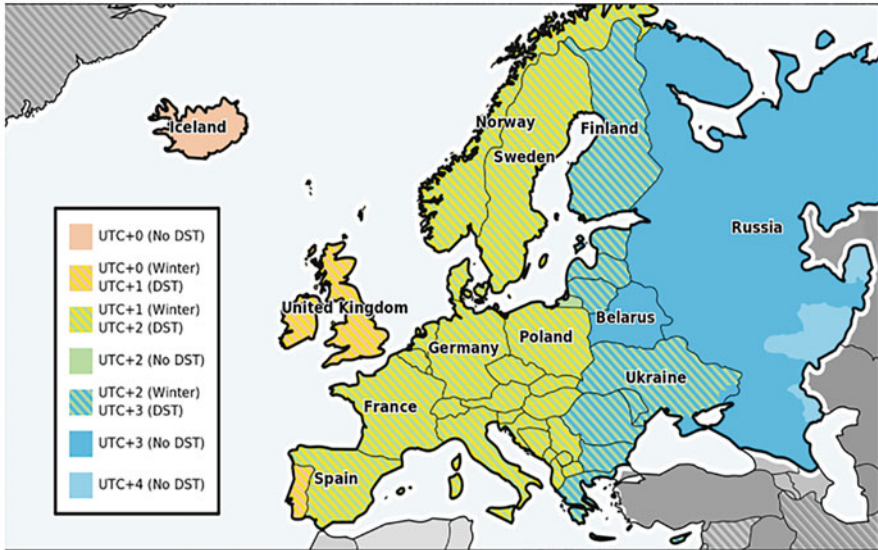 Iceland
Norway
Finland
Sweden
Russia
UTC+0 (No DST)
UTC+0 (Winter)
UTC+1 (DST)
UTC+1 (Winter)
UTC+2 (DST)
UTC+2 (No DST)
UTC+2 (Winter)
UTC+3 (DST)
UTC+3 (No DST)
UTC+4 (No DST)
United Kingdom
Belarus
Poland
Germany
Ukraine
France
Spain